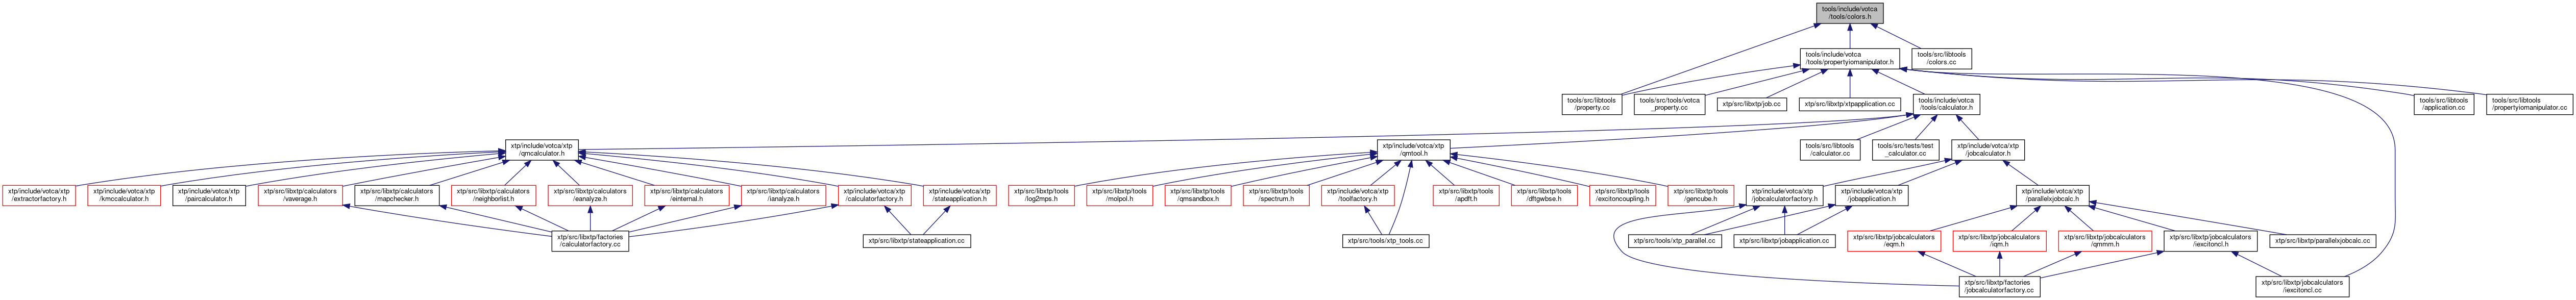 tools/include/votca
/tools/colors.h
tools/include/votca
/tools/propertyiomanipulator.h
tools/src/libtools
/colors.cc
tools/src/libtools
/property.cc
tools/src/tools/votca
_property.cc
xtp/src/libxtp/job.cc
xtp/src/libxtp/xtpapplication.cc
tools/include/votca
/tools/calculator.h
tools/src/libtools
/application.cc
tools/src/libtools
/propertyiomanipulator.cc
xtp/include/votca/xtp
/qmcalculator.h
xtp/include/votca/xtp
/qmtool.h
tools/src/libtools
/calculator.cc
tools/src/tests/test
_calculator.cc
xtp/include/votca/xtp
/jobcalculator.h
xtp/include/votca/xtp
/extractorfactory.h
xtp/include/votca/xtp
/kmccalculator.h
xtp/include/votca/xtp
/paircalculator.h
xtp/src/libxtp/calculators
/vaverage.h
xtp/src/libxtp/calculators
/mapchecker.h
xtp/src/libxtp/calculators
/neighborlist.h
xtp/src/libxtp/calculators
/eanalyze.h
xtp/src/libxtp/calculators
/einternal.h
xtp/src/libxtp/calculators
/ianalyze.h
xtp/include/votca/xtp
/calculatorfactory.h
xtp/include/votca/xtp
/stateapplication.h
xtp/src/libxtp/tools
/log2mps.h
xtp/src/libxtp/tools
/molpol.h
xtp/src/libxtp/tools
/qmsandbox.h
xtp/src/libxtp/tools
/spectrum.h
xtp/include/votca/xtp
/toolfactory.h
xtp/src/libxtp/tools
/apdft.h
xtp/src/libxtp/tools
/dftgwbse.h
xtp/src/libxtp/tools
/excitoncoupling.h
xtp/src/libxtp/tools
/gencube.h
xtp/include/votca/xtp
/jobcalculatorfactory.h
xtp/include/votca/xtp
/jobapplication.h
xtp/include/votca/xtp
/parallelxjobcalc.h
xtp/src/libxtp/factories
/calculatorfactory.cc
xtp/src/libxtp/stateapplication.cc
xtp/src/tools/xtp_tools.cc
xtp/src/tools/xtp_parallel.cc
xtp/src/libxtp/jobapplication.cc
xtp/src/libxtp/jobcalculators
/eqm.h
xtp/src/libxtp/jobcalculators
/iqm.h
xtp/src/libxtp/jobcalculators
/qmmm.h
xtp/src/libxtp/jobcalculators
/iexcitoncl.h
xtp/src/libxtp/parallelxjobcalc.cc
xtp/src/libxtp/factories
/jobcalculatorfactory.cc
xtp/src/libxtp/jobcalculators
/iexcitoncl.cc